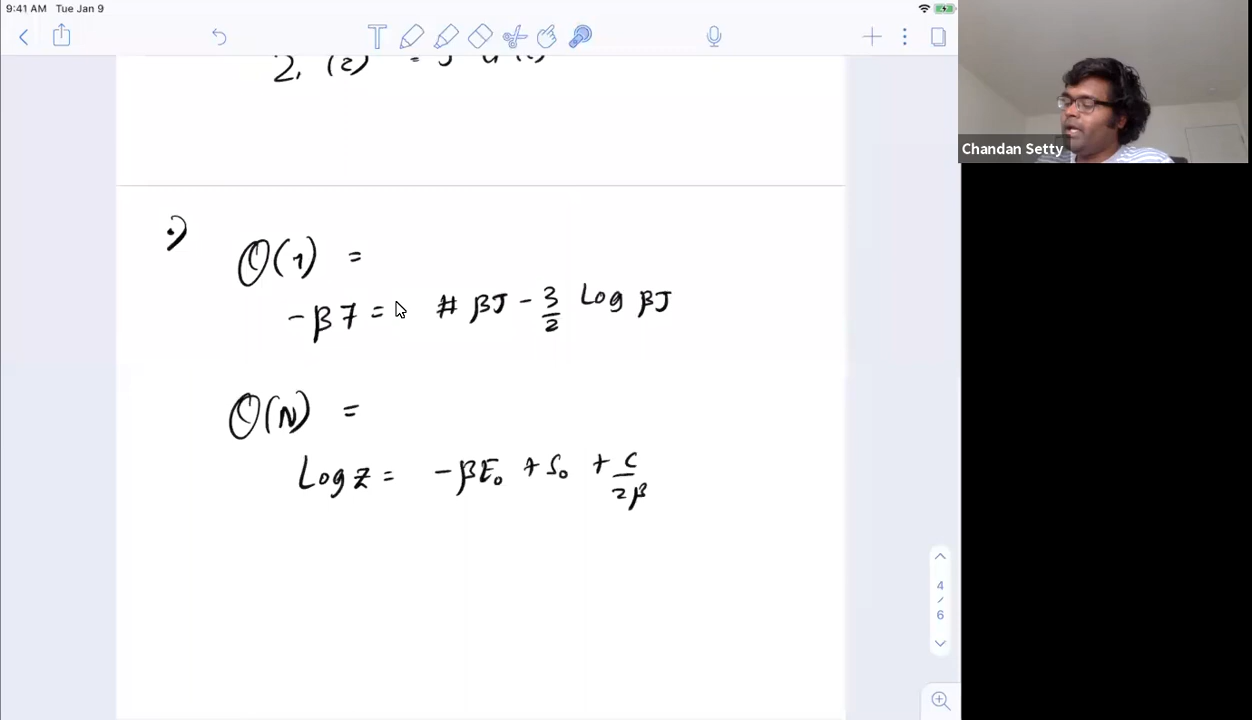 9:41 AM Tue Jan 9
Chandan Setty
O(1) =
-βF = # βJ - 3/2 Log βJ
O(N) =
Log Z = -βE₀ + S₀ + c/2β
4
/
6